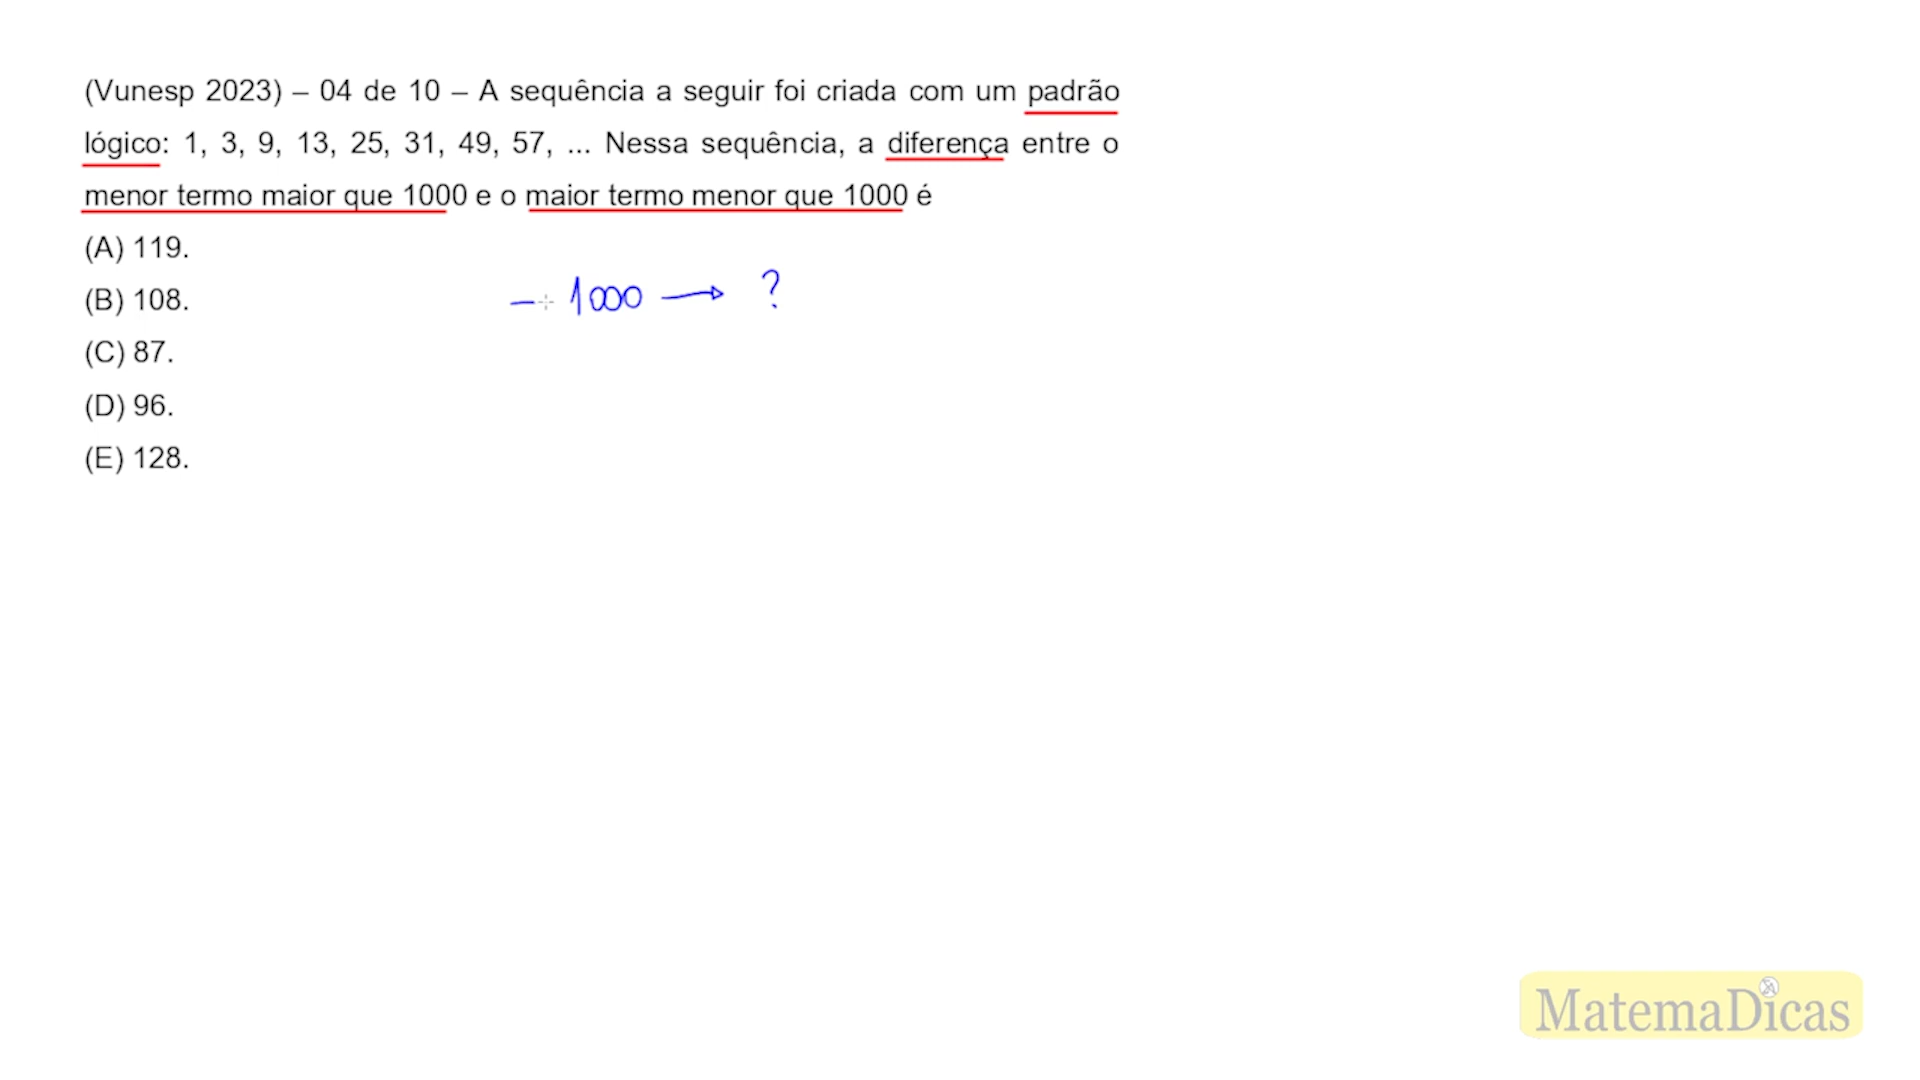 (Vunesp 2023) – 04 de 10 – A sequência a seguir foi criada com um padrão
lógico: 1, 3, 9, 13, 25, 31, 49, 57, ... Nessa sequência, a diferença entre o
menor termo maior que 1000 e o maior termo menor que 1000 é
(A) 119.
(B) 108.
— 1000 → ?
(C) 87.
(D) 96.
(E) 128.
MatemaDicas